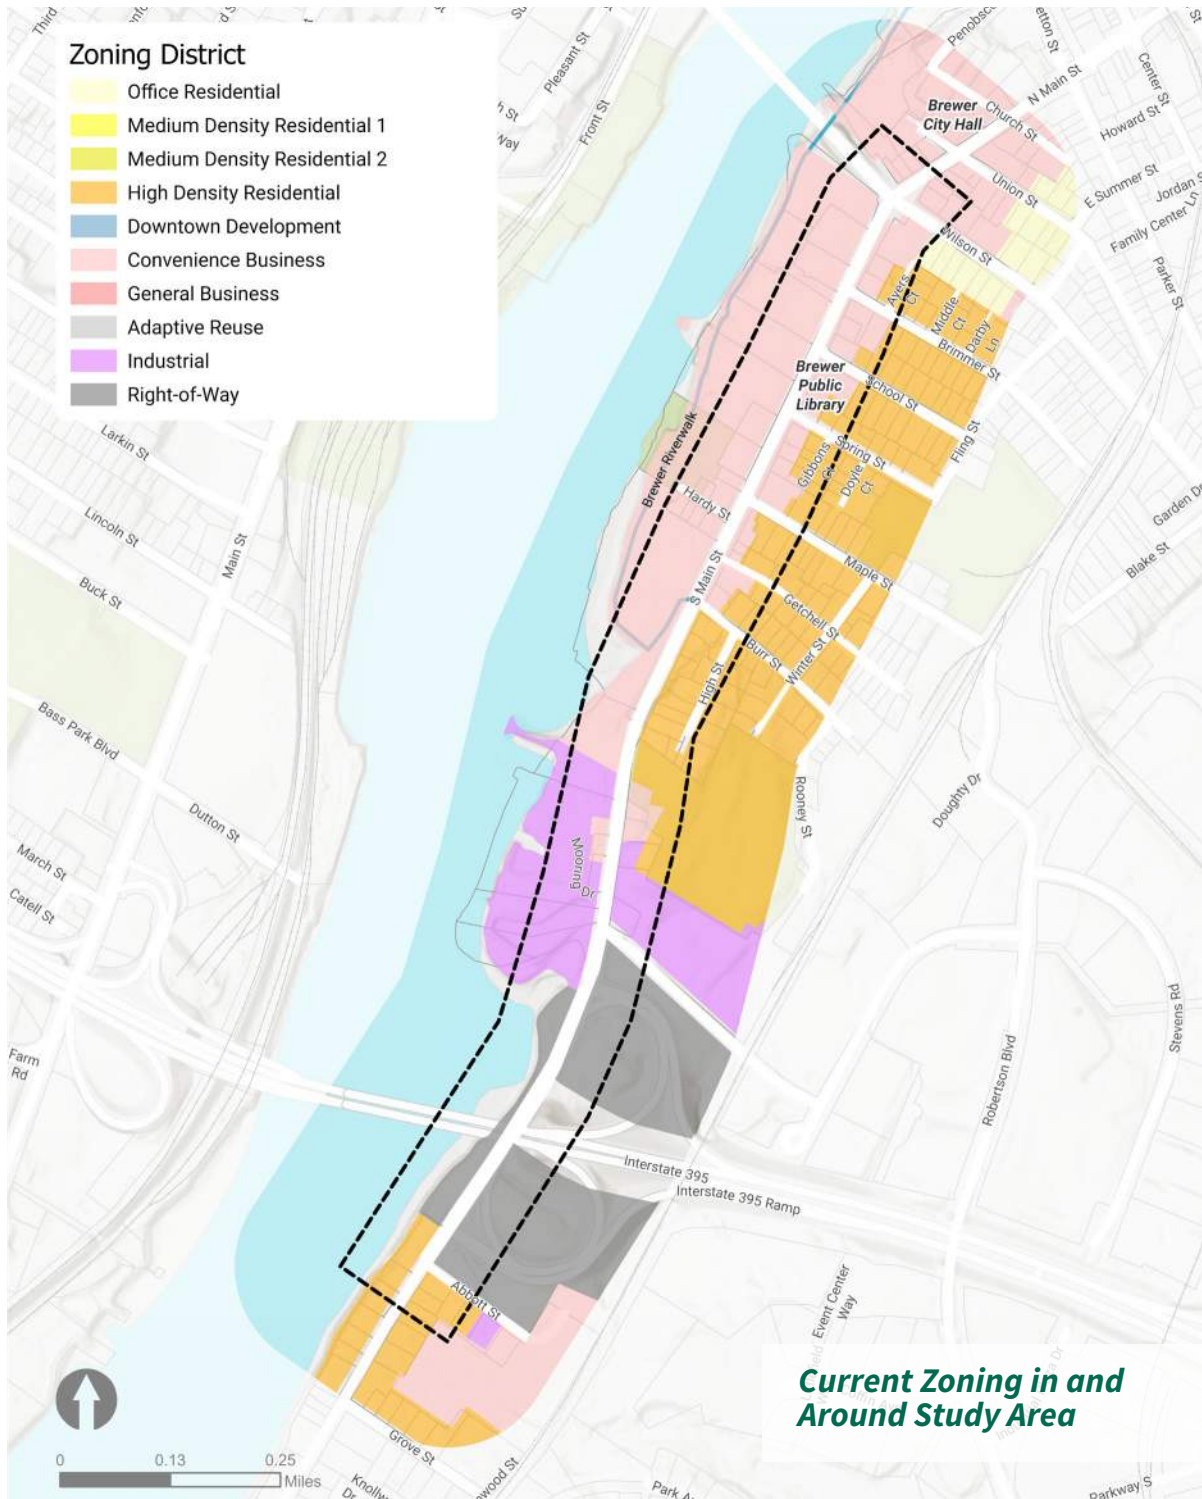 Third
Pleasant St
Front St
Way
Zoning District
Office Residential
Medium Density Residential 1
Medium Density Residential 2
High Density Residential
Downtown Development
Convenience Business
General Business
Adaptive Reuse
Industrial
Right-of-Way
N Main St
Center St
Howard St
Brewer
City Hall
Church St
Union St
E Summer St
Family Center Ln
Parker St
Wilson St
Ayers
Ct
Middle
Ct
Darby
Ln
Brimmer St
Brewer
Public
Library
School St
Fling St
Spring St
Gibbons
Ct
Doyle
Ct
Brewer Riverwalk
Hardy St
Garden Dr
Blake St
Maple St
S Main St
Getchell St
Winter St
Burr St
High St
Larkin St
Lincoln St
Main St
Buck St
Bass Park Blvd
Dutton St
March St
Catell St
Rooney St
Doughty Dr
Mooring
Dr
Stevens Rd
Robertson Blvd
Farm
Rd
Interstate 395
Interstate 395 Ramp
Abbott St
Event Center
Way
Current Zoning in and
Around Study Area
Grove St
0 0.13 0.25
Miles
Parkway S